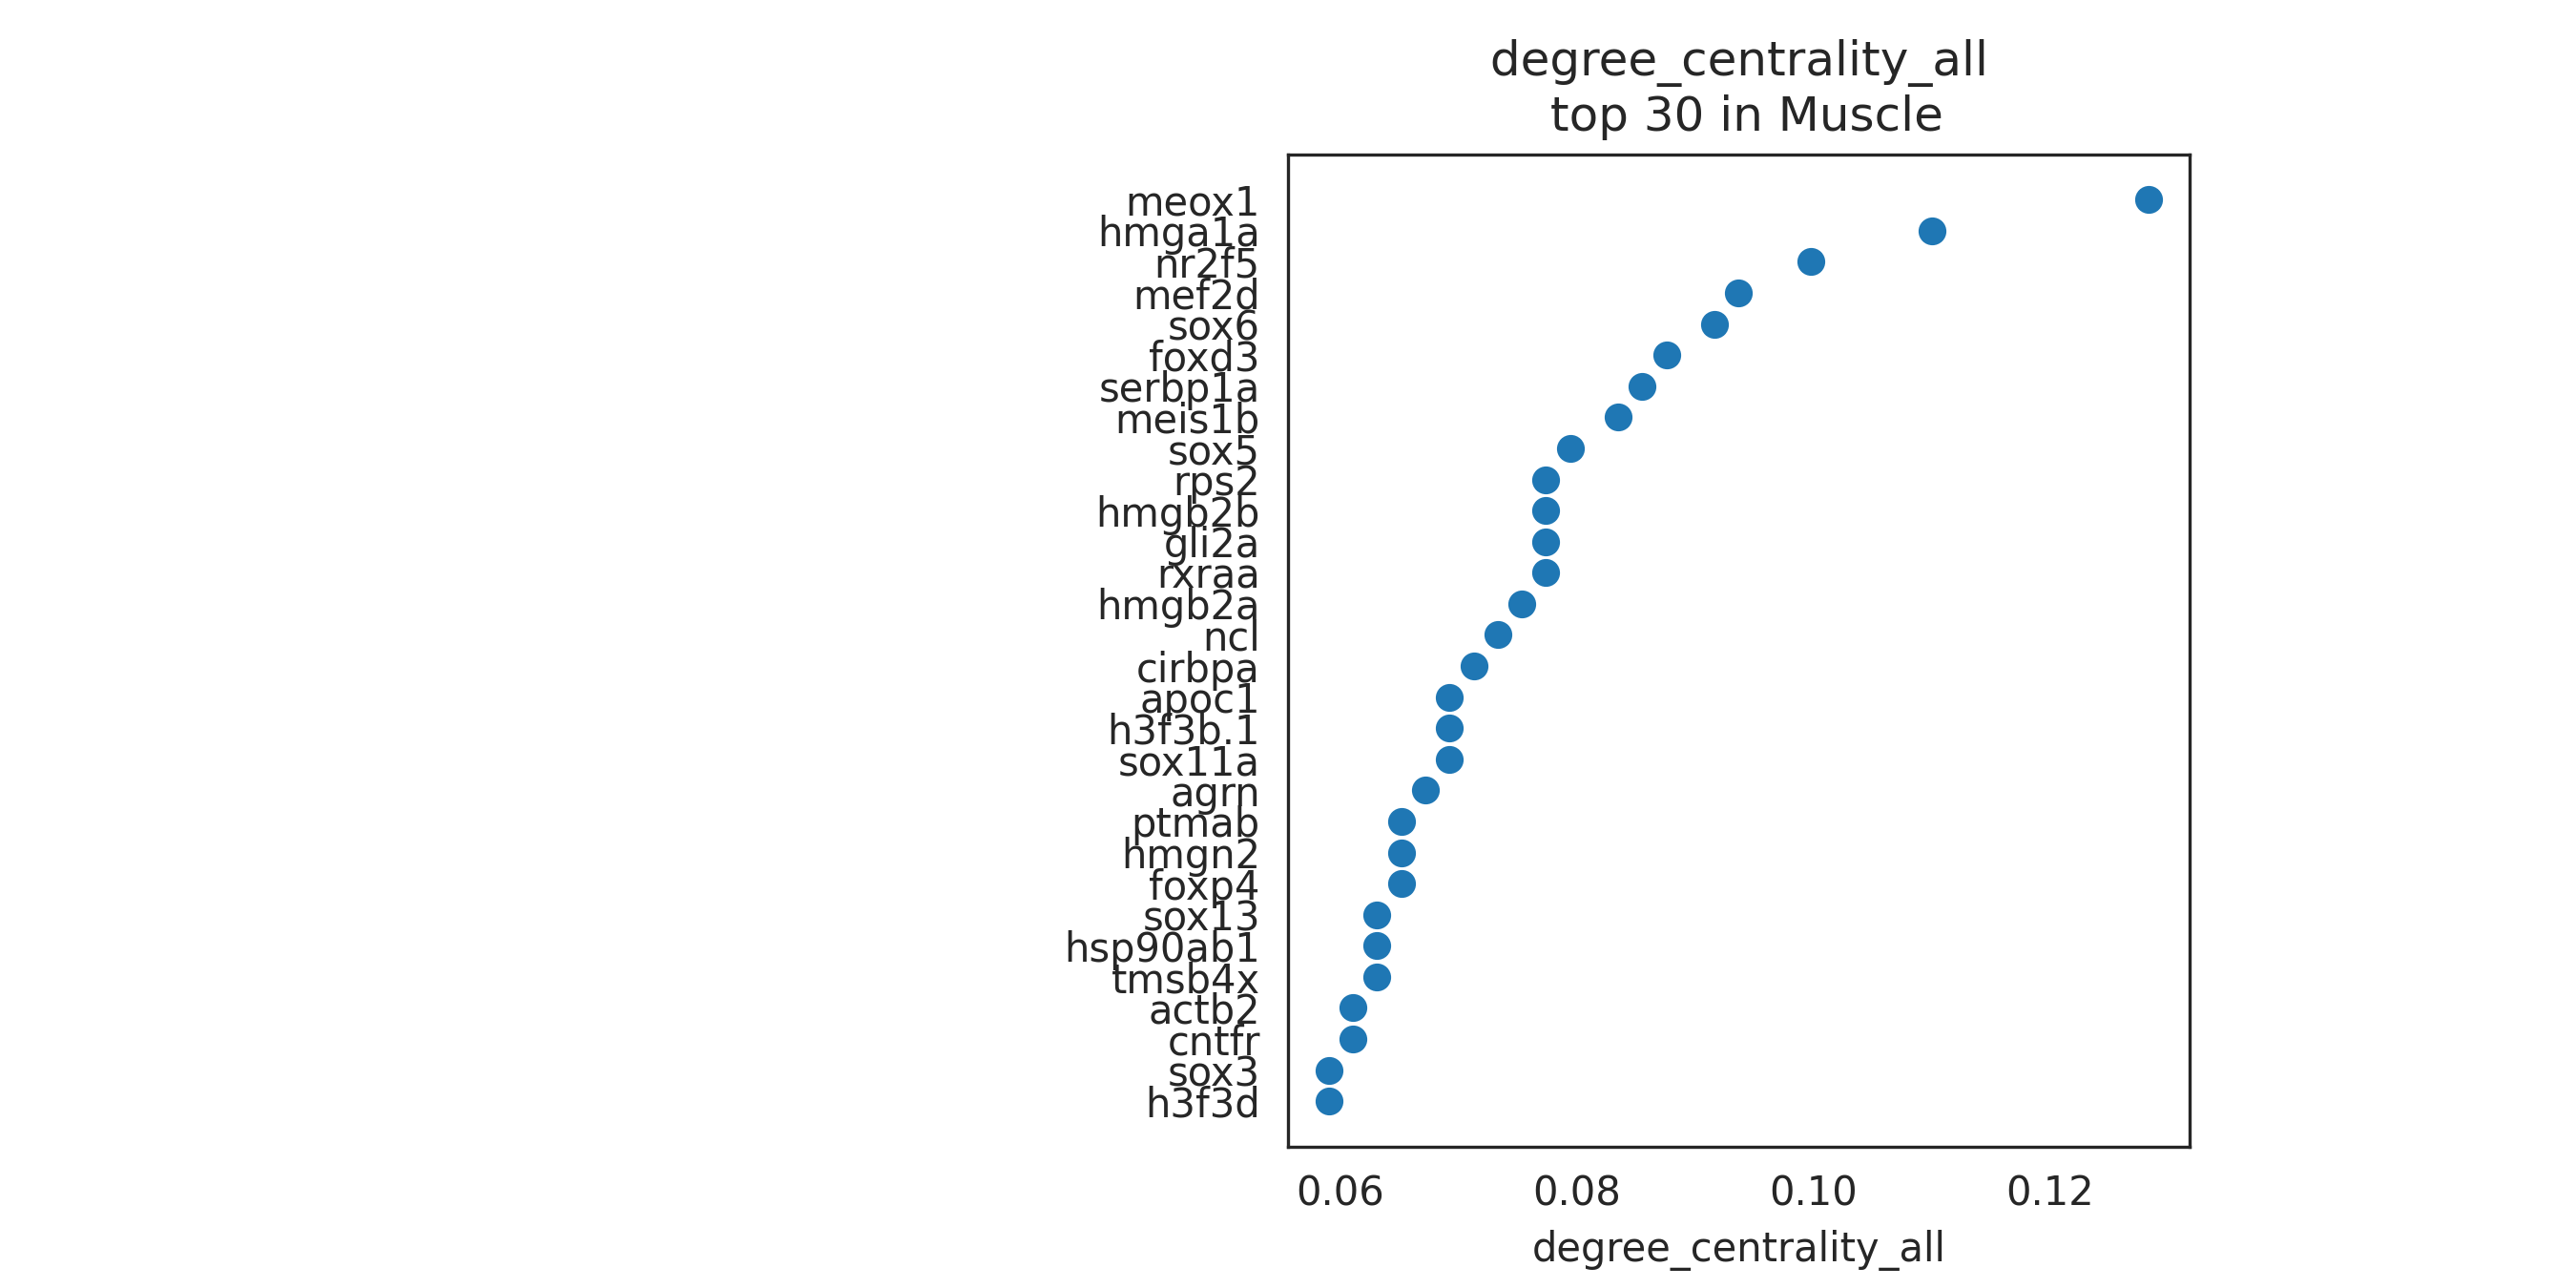 degree_centrality_all
top 30 in Muscle
meox1
hmga1a
nr2f5
mef2d
sox6
foxd3
serbp1a
meis1b
sox5
rps2
hmgb2b
gli2a
rxraa
hmgb2a
ncl
cirbpa
apoc1
h3f3b.1
sox11a
agrn
ptmab
hmgn2
foxp4
sox13
hsp90ab1
tmsb4x
actb2
cntfr
sox3
h3f3d
0.06 0.08 0.10 0.12
degree_centrality_all